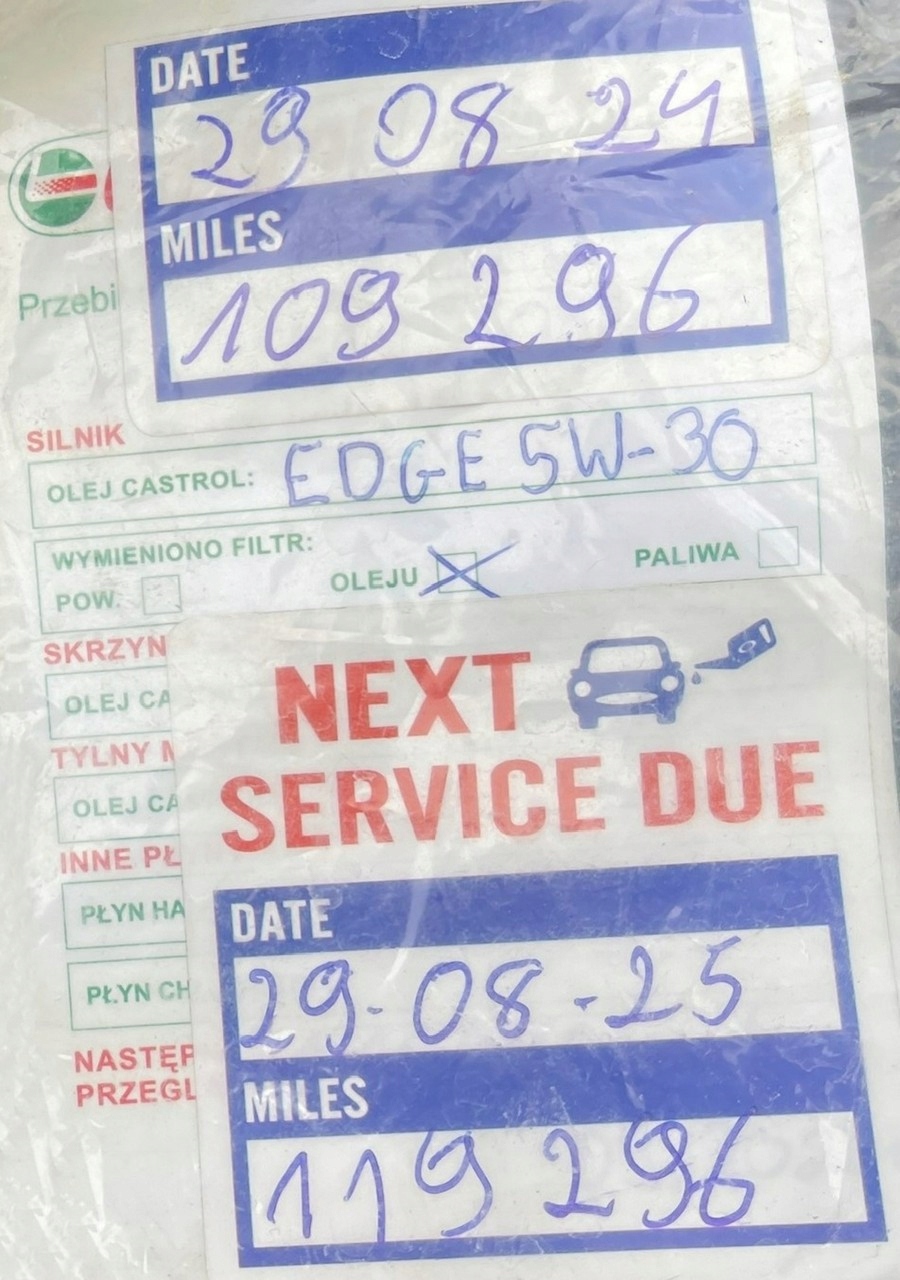 DATE
29 08 24
MILES
109 296
Przebi
SILNIK
OLEJ CASTROL: EDGE 5W-30
WYMIENIONO FILTR:
POW. OLEJU PALIWA
SKRZYN
OLEJ CA
TYLNY M
OLEJ CA
INNE PŁ
PŁYN HA
PŁYN CH
NASTĘP
PRZEGL
NEXT
SERVICE DUE
DATE
29-08-25
MILES
119 296